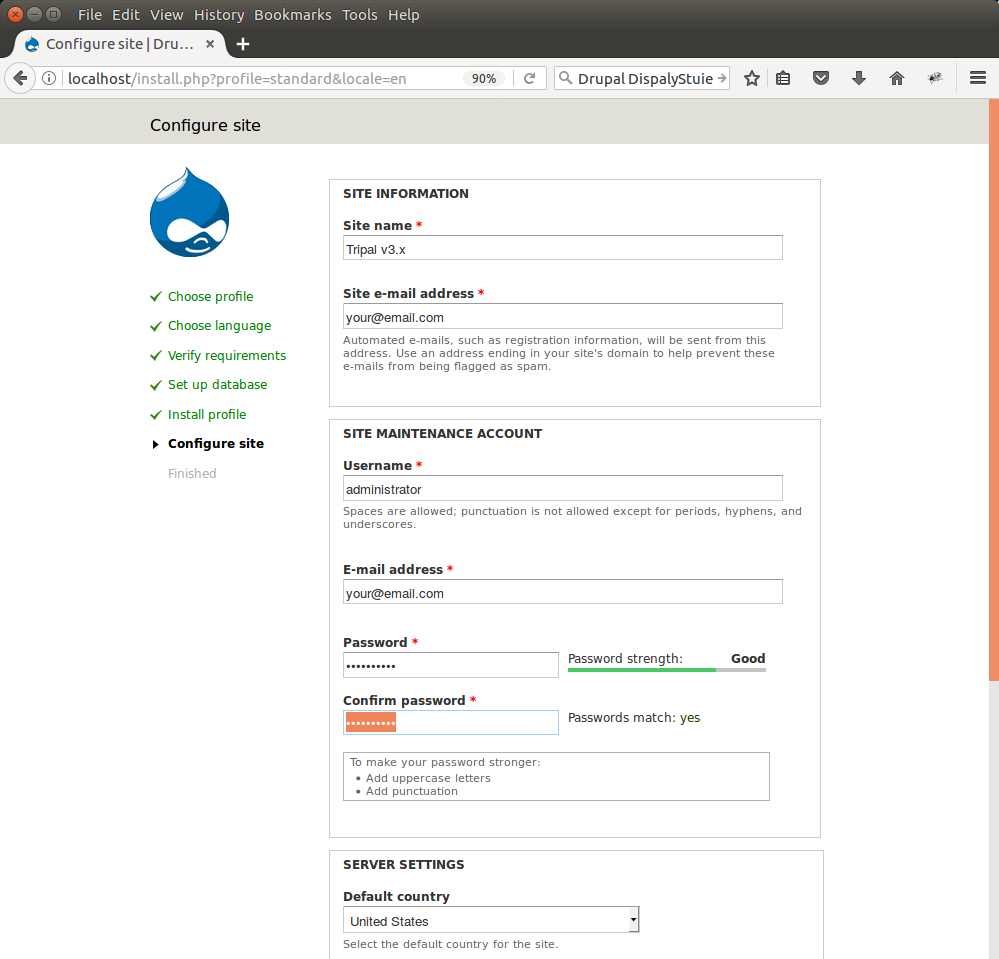 File Edit View History Bookmarks Tools Help
Configure site | Dru... ×
localhost/install.php?profile=standard&locale=en 90% Drupal DispalyStuie
Configure site
Choose profile
Choose language
Verify requirements
Set up database
Install profile
Configure site
Finished
SITE INFORMATION
Site name *
Tripal v3.x
Site e-mail address *
your@email.com
Automated e-mails, such as registration information, will be sent from this
address. Use an address ending in your site's domain to help prevent these
e-mails from being flagged as spam.
SITE MAINTENANCE ACCOUNT
Username *
administrator
Spaces are allowed; punctuation is not allowed except for periods, hyphens, and
underscores.
E-mail address *
your@email.com
Password *
•••••••••• Password strength: Good
Confirm password *
•••••••••• Passwords match: yes
To make your password stronger:
• Add uppercase letters
• Add punctuation
SERVER SETTINGS
Default country
United States
Select the default country for the site.